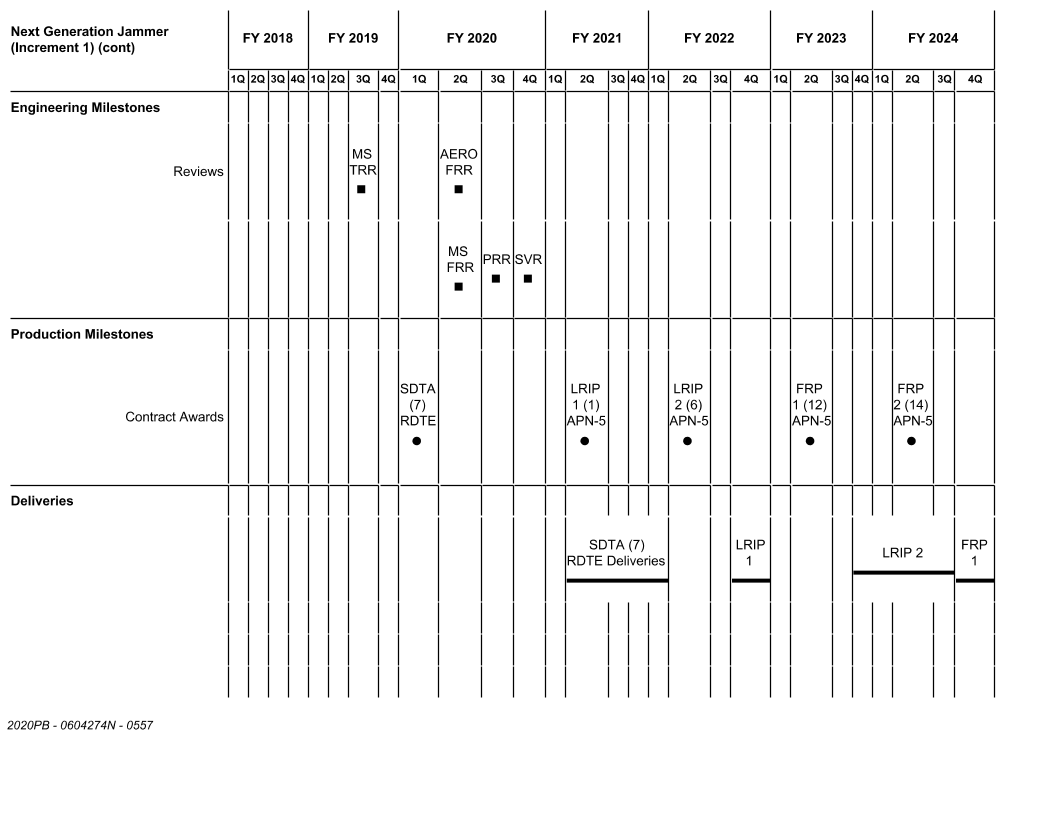 Next Generation Jammer
(Increment 1) (cont)
FY 2018 FY 2019 FY 2020 FY 2021 FY 2022 FY 2023 FY 2024
1Q 2Q 3Q 4Q 1Q 2Q 3Q 4Q 1Q 2Q 3Q 4Q 1Q 2Q 3Q 4Q 1Q 2Q 3Q 4Q 1Q 2Q 3Q 4Q 1Q 2Q 3Q 4Q
Engineering Milestones
Reviews
MS
TRR
AERO
FRR
MS
FRR
PRR
SVR
Production Milestones
Contract Awards
SDTA
(7)
RDTE
LRIP
1 (1)
APN-5
LRIP
2 (6)
APN-5
FRP
1 (12)
APN-5
FRP
2 (14)
APN-5
Deliveries
SDTA (7)
RDTE Deliveries
LRIP
1
LRIP 2
FRP
1
2020PB - 0604274N - 0557